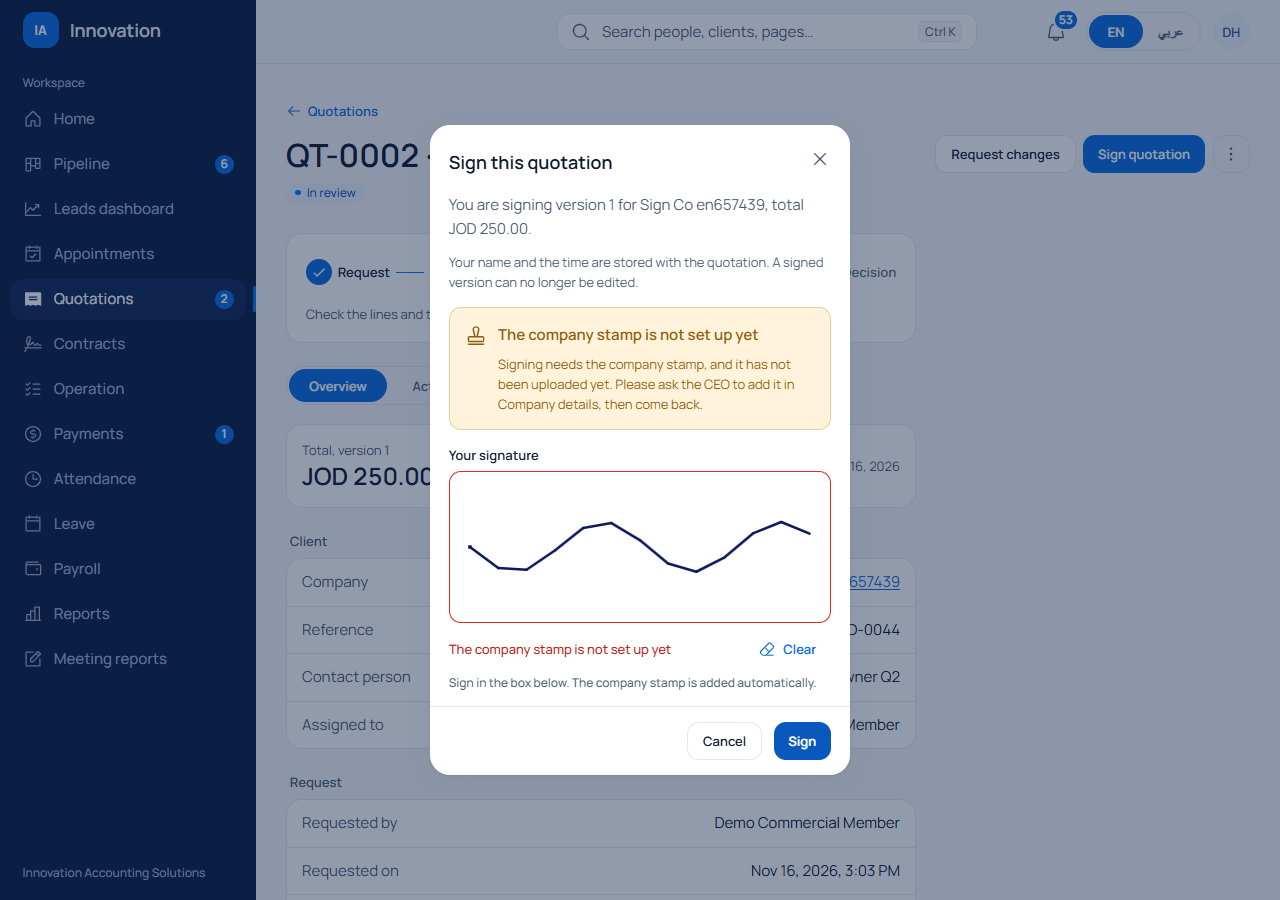 IA Innovation
Search people, clients, pages...
Ctrl K
53
EN
عربي
DH
Workspace
Home
Pipeline 6
Leads dashboard
Appointments
Quotations 2
Contracts
Operation
Payments 1
Attendance
Leave
Payroll
Reports
Meeting reports
Innovation Accounting Solutions
Quotations
QT-0002 ·
In review
Request changes
Sign quotation
Request
Check the lines and
Overview
Total, version 1
JOD 250.00
16, 2026
Client
Company
657439
Reference
-0044
Contact person
Q2
Assigned to
Member
Request
Requested by Demo Commercial Member
Requested on Nov 16, 2026, 3:03 PM
Sign this quotation
You are signing version 1 for Sign Co en657439, total
JOD 250.00.
Your name and the time are stored with the quotation. A signed
version can no longer be edited.
The company stamp is not set up yet
Signing needs the company stamp, and it has not
been uploaded yet. Please ask the CEO to add it in
Company details, then come back.
Your signature
The company stamp is not set up yet
Clear
Sign in the box below. The company stamp is added automatically.
Cancel
Sign